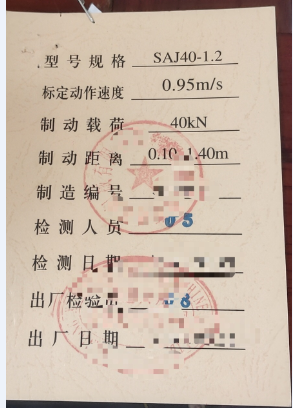 型号规格 SAJ40-1.2
标定动作速度 0.95m/s
制动载荷 40kN
制动距离 0.10-1.40m
制造编号
检测人员 05
检测日期
出厂检验
出厂日期